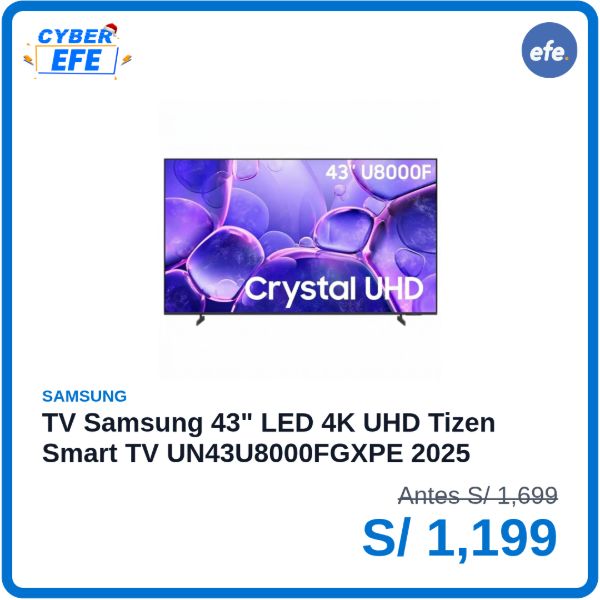 CYBER
EFE
efe.
43" U8000F
Crystal UHD
SAMSUNG
TV Samsung 43" LED 4K UHD Tizen
Smart TV UN43U8000FGXPE 2025
Antes S/ 1,699
S/ 1,199